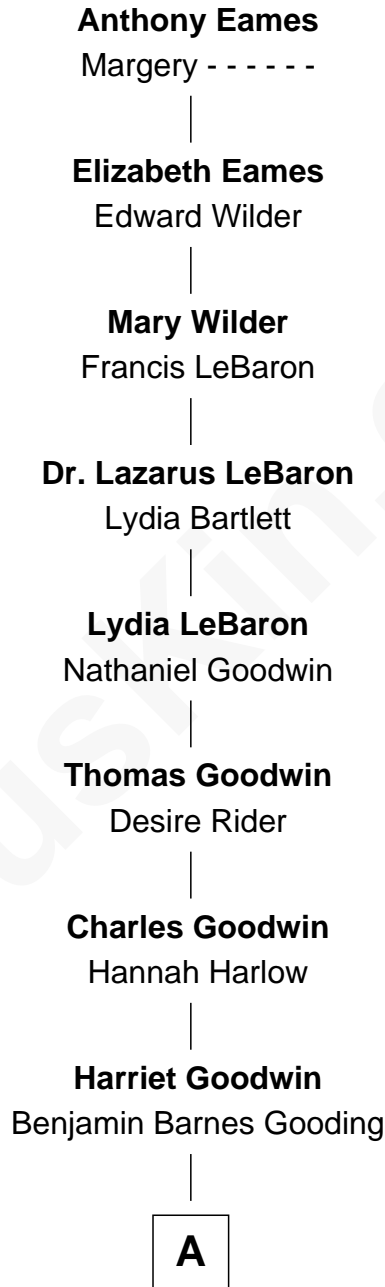 Anthony Eames
Margery - - - - - -
Elizabeth Eames
Edward Wilder
Mary Wilder
Francis LeBaron
Dr. Lazarus LeBaron
Lydia Bartlett
Lydia LeBaron
Nathaniel Goodwin
Thomas Goodwin
Desire Rider
Charles Goodwin
Hannah Harlow
Harriet Goodwin
Benjamin Barnes Gooding
A